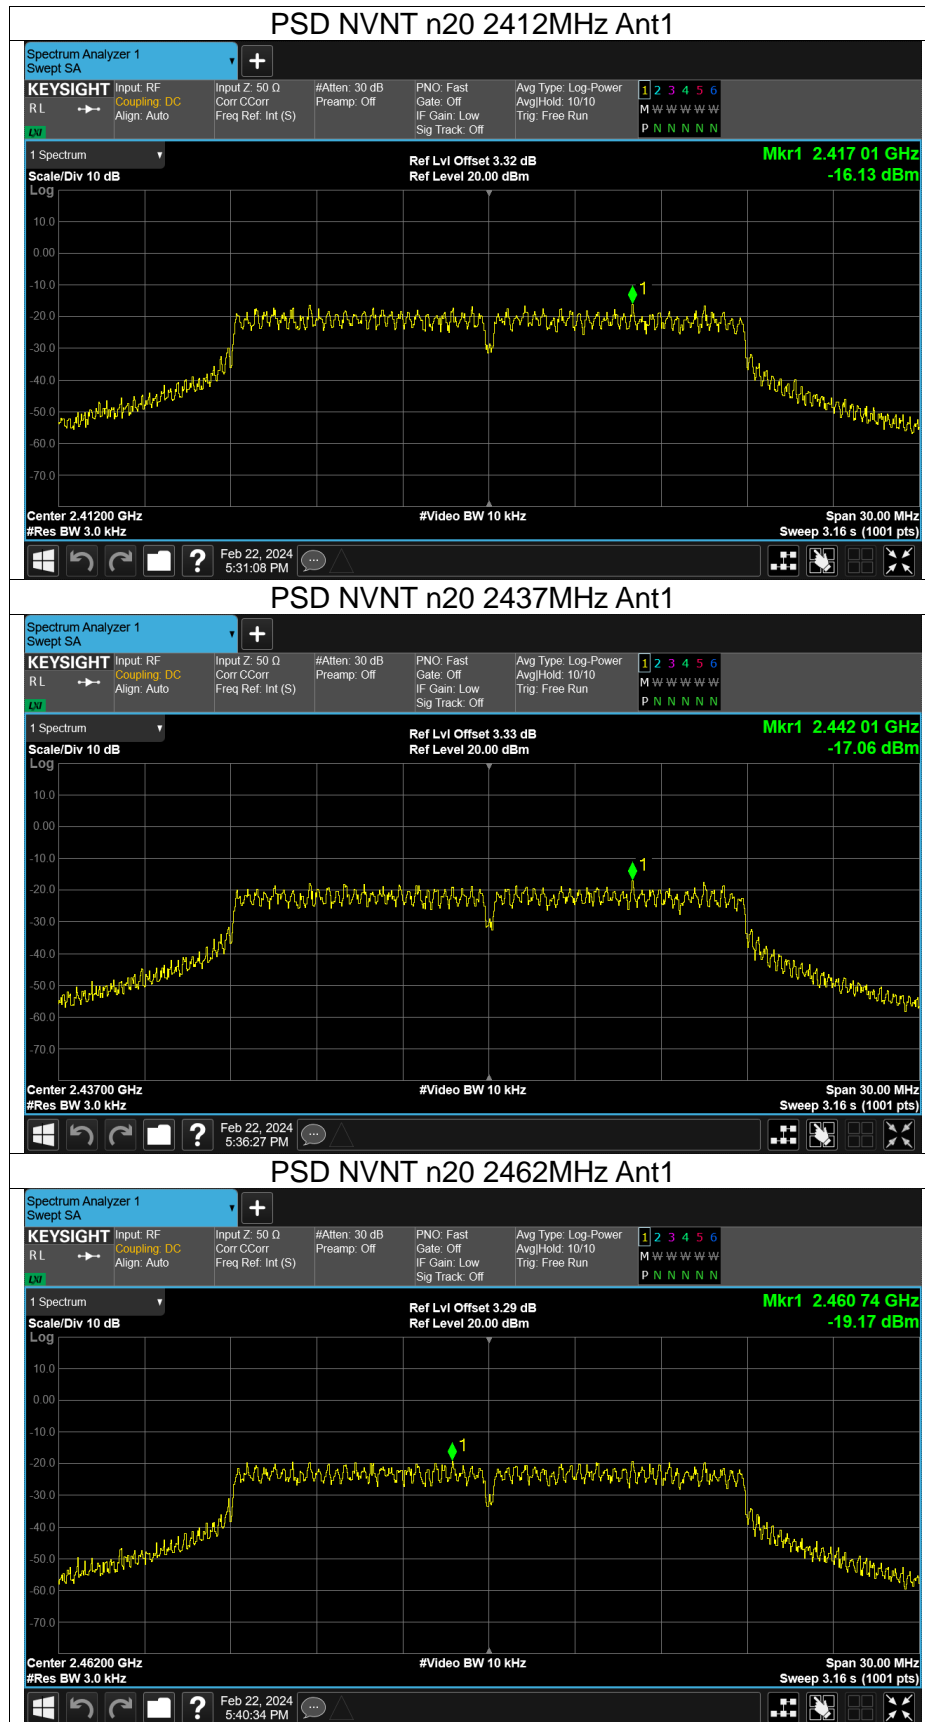 PSD NVNT n20 2412MHz Ant1
Spectrum Analyzer 1
Swept SA
+
KEYSIGHT
R L
LXI
Input: RF
Coupling: DC
Align: Auto
Input Z: 50 Ω
Corr CCorr
Freq Ref: Int (S)
#Atten: 30 dB
Preamp: Off
PNO: Fast
Gate: Off
IF Gain: Low
Sig Track: Off
Avg Type: Log-Power
Avg|Hold: 10/10
Trig: Free Run
1 2 3 4 5 6
M W W W W W
P N N N N N
1 Spectrum
Scale/Div 10 dB
Log
Ref Lvl Offset 3.32 dB
Ref Level 20.00 dBm
Mkr1 2.417 01 GHz
-16.13 dBm
10.0
0.00
-10.0
-20.0
-30.0
-40.0
-50.0
-60.0
-70.0
1
Center 2.41200 GHz
#Res BW 3.0 kHz
#Video BW 10 kHz
Span 30.00 MHz
Sweep 3.16 s (1001 pts)
?
Feb 22, 2024
5:31:08 PM
PSD NVNT n20 2437MHz Ant1
Spectrum Analyzer 1
Swept SA
+
KEYSIGHT
R L
LXI
Input: RF
Coupling: DC
Align: Auto
Input Z: 50 Ω
Corr CCorr
Freq Ref: Int (S)
#Atten: 30 dB
Preamp: Off
PNO: Fast
Gate: Off
IF Gain: Low
Sig Track: Off
Avg Type: Log-Power
Avg|Hold: 10/10
Trig: Free Run
1 2 3 4 5 6
M W W W W W
P N N N N N
1 Spectrum
Scale/Div 10 dB
Log
Ref Lvl Offset 3.33 dB
Ref Level 20.00 dBm
Mkr1 2.442 01 GHz
-17.06 dBm
10.0
0.00
-10.0
-20.0
-30.0
-40.0
-50.0
-60.0
-70.0
1
Center 2.43700 GHz
#Res BW 3.0 kHz
#Video BW 10 kHz
Span 30.00 MHz
Sweep 3.16 s (1001 pts)
?
Feb 22, 2024
5:36:27 PM
PSD NVNT n20 2462MHz Ant1
Spectrum Analyzer 1
Swept SA
+
KEYSIGHT
R L
LXI
Input: RF
Coupling: DC
Align: Auto
Input Z: 50 Ω
Corr CCorr
Freq Ref: Int (S)
#Atten: 30 dB
Preamp: Off
PNO: Fast
Gate: Off
IF Gain: Low
Sig Track: Off
Avg Type: Log-Power
Avg|Hold: 10/10
Trig: Free Run
1 2 3 4 5 6
M W W W W W
P N N N N N
1 Spectrum
Scale/Div 10 dB
Log
Ref Lvl Offset 3.29 dB
Ref Level 20.00 dBm
Mkr1 2.460 74 GHz
-19.17 dBm
10.0
0.00
-10.0
-20.0
-30.0
-40.0
-50.0
-60.0
-70.0
1
Center 2.46200 GHz
#Res BW 3.0 kHz
#Video BW 10 kHz
Span 30.00 MHz
Sweep 3.16 s (1001 pts)
?
Feb 22, 2024
5:40:34 PM